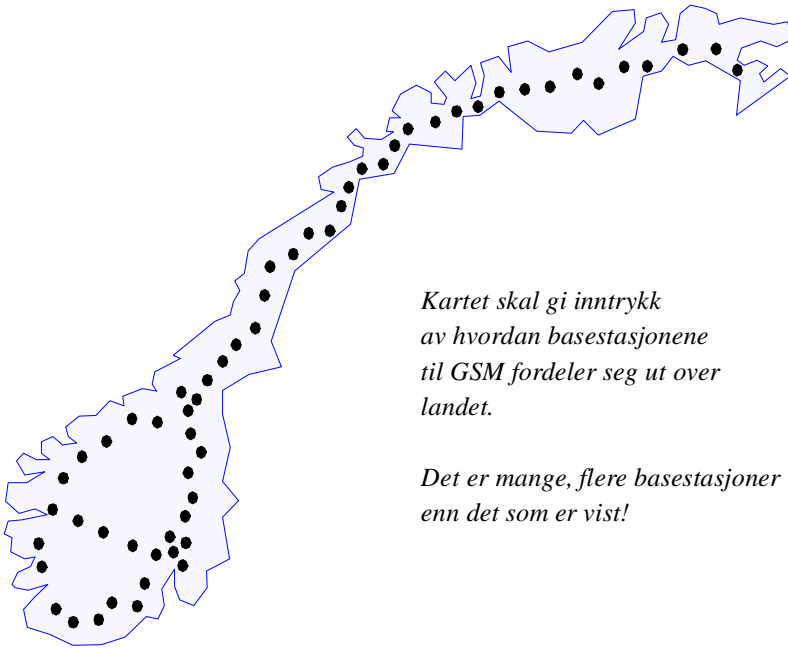 Kartet skal gi inntrykk
av hvordan basestasjonene
til GSM fordeler seg ut over
landet.
Det er mange, flere basestasjoner
enn det som er vist!